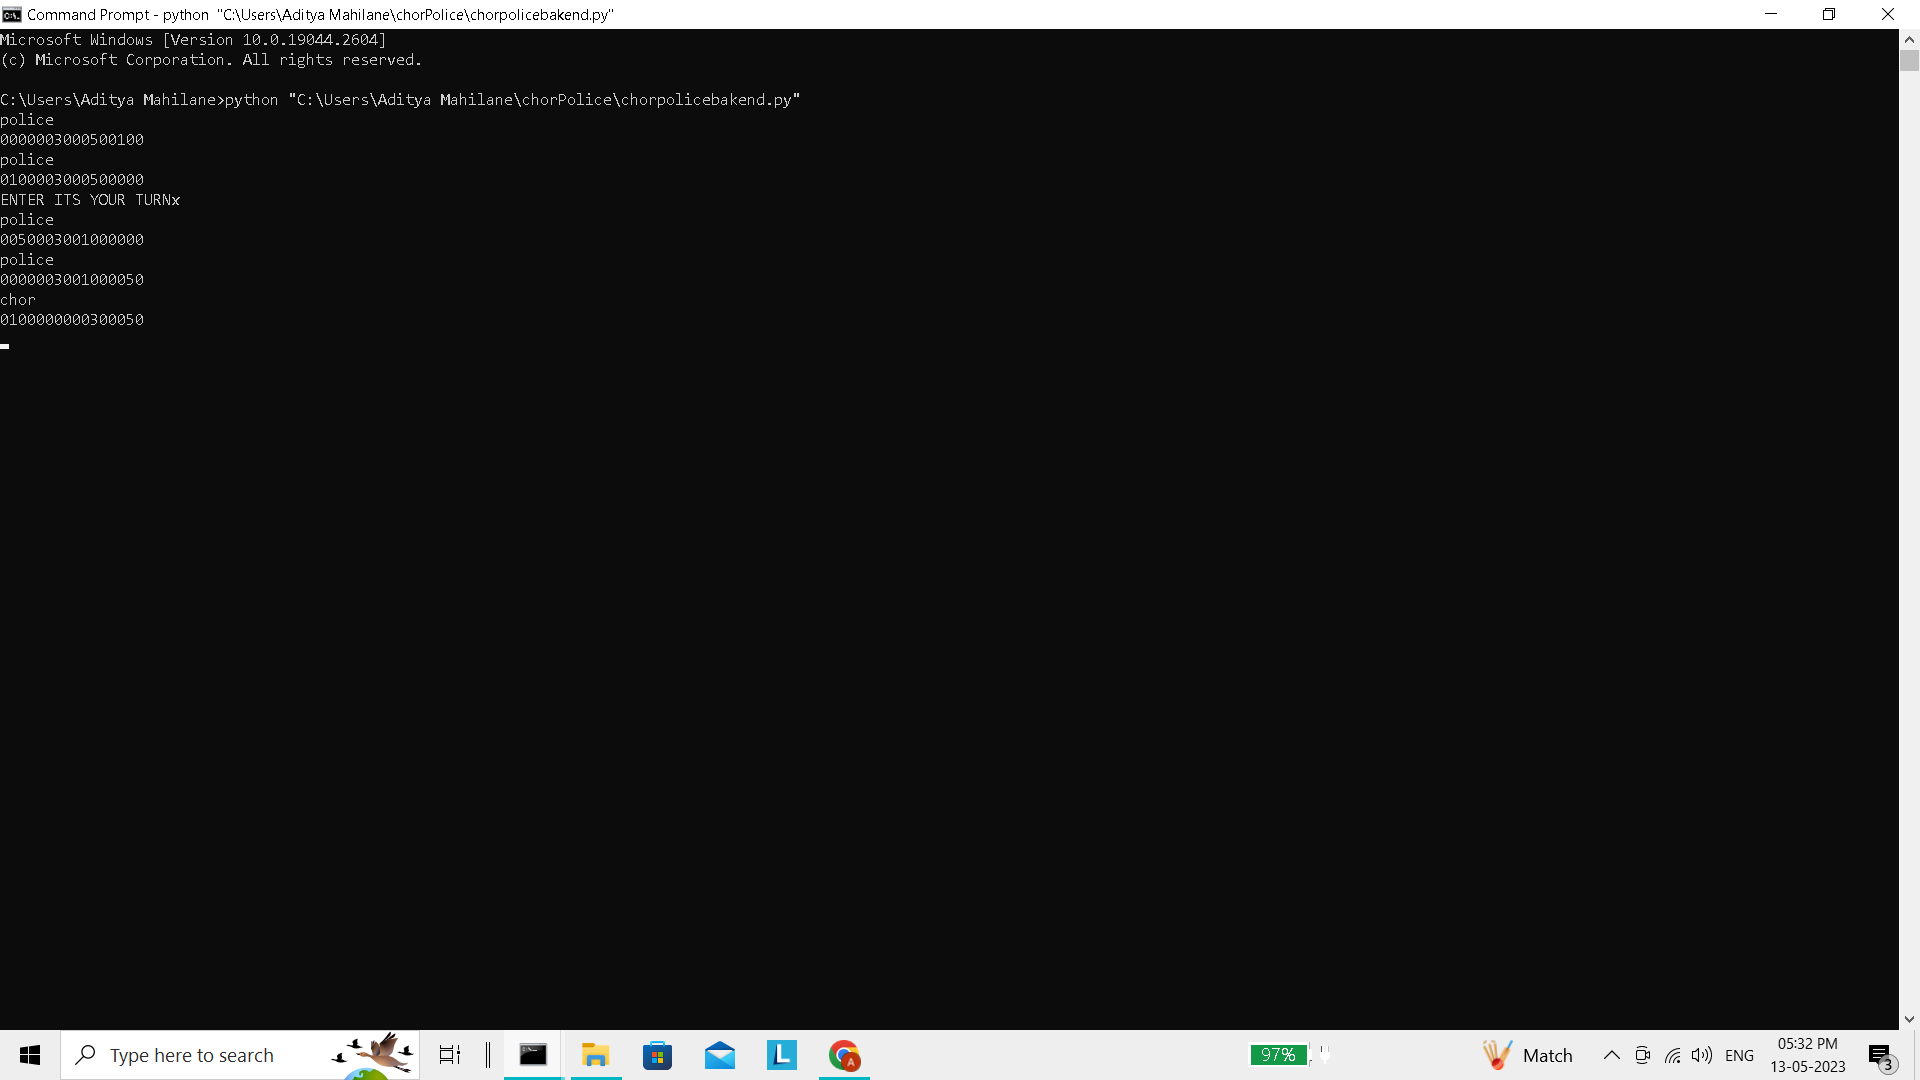 Command Prompt - python  "C:\Users\Aditya Mahilane\chorPolice\chorpolicebakend.py"
Microsoft Windows [Version 10.0.19044.2604]
(c) Microsoft Corporation. All rights reserved.
C:\Users\Aditya Mahilane>python "C:\Users\Aditya Mahilane\chorPolice\chorpolicebakend.py"
police
0000003000500100
police
0100003000500000
ENTER ITS YOUR TURNx
police
0050003001000000
police
0000003001000050
chor
0100000000300050
Type here to search
97%
Match
ENG
05:32 PM
13-05-2023
3